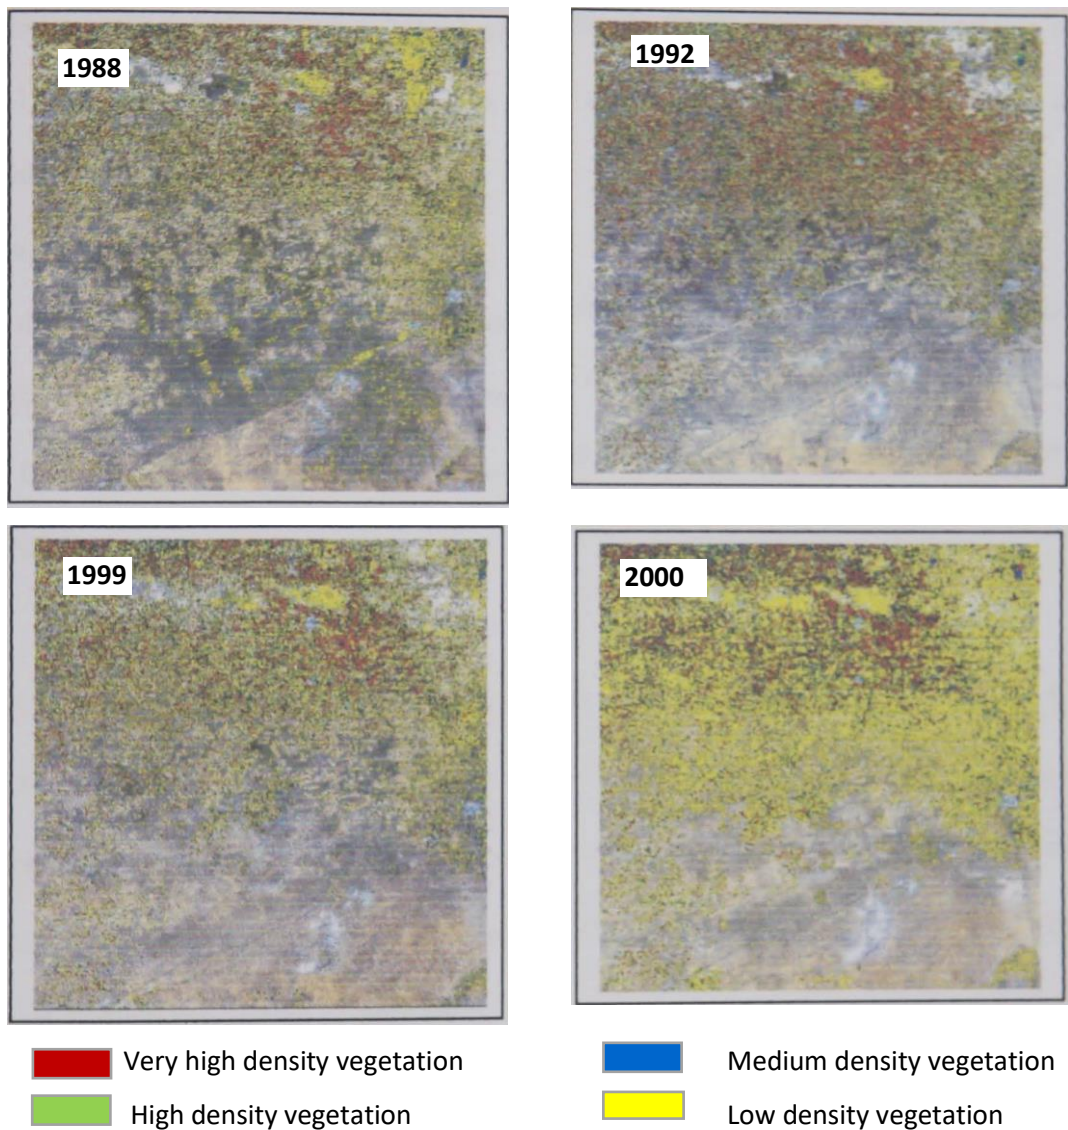 1988
1992
1999
2000
Very high density vegetation
Medium density vegetation
High density vegetation
Low density vegetation